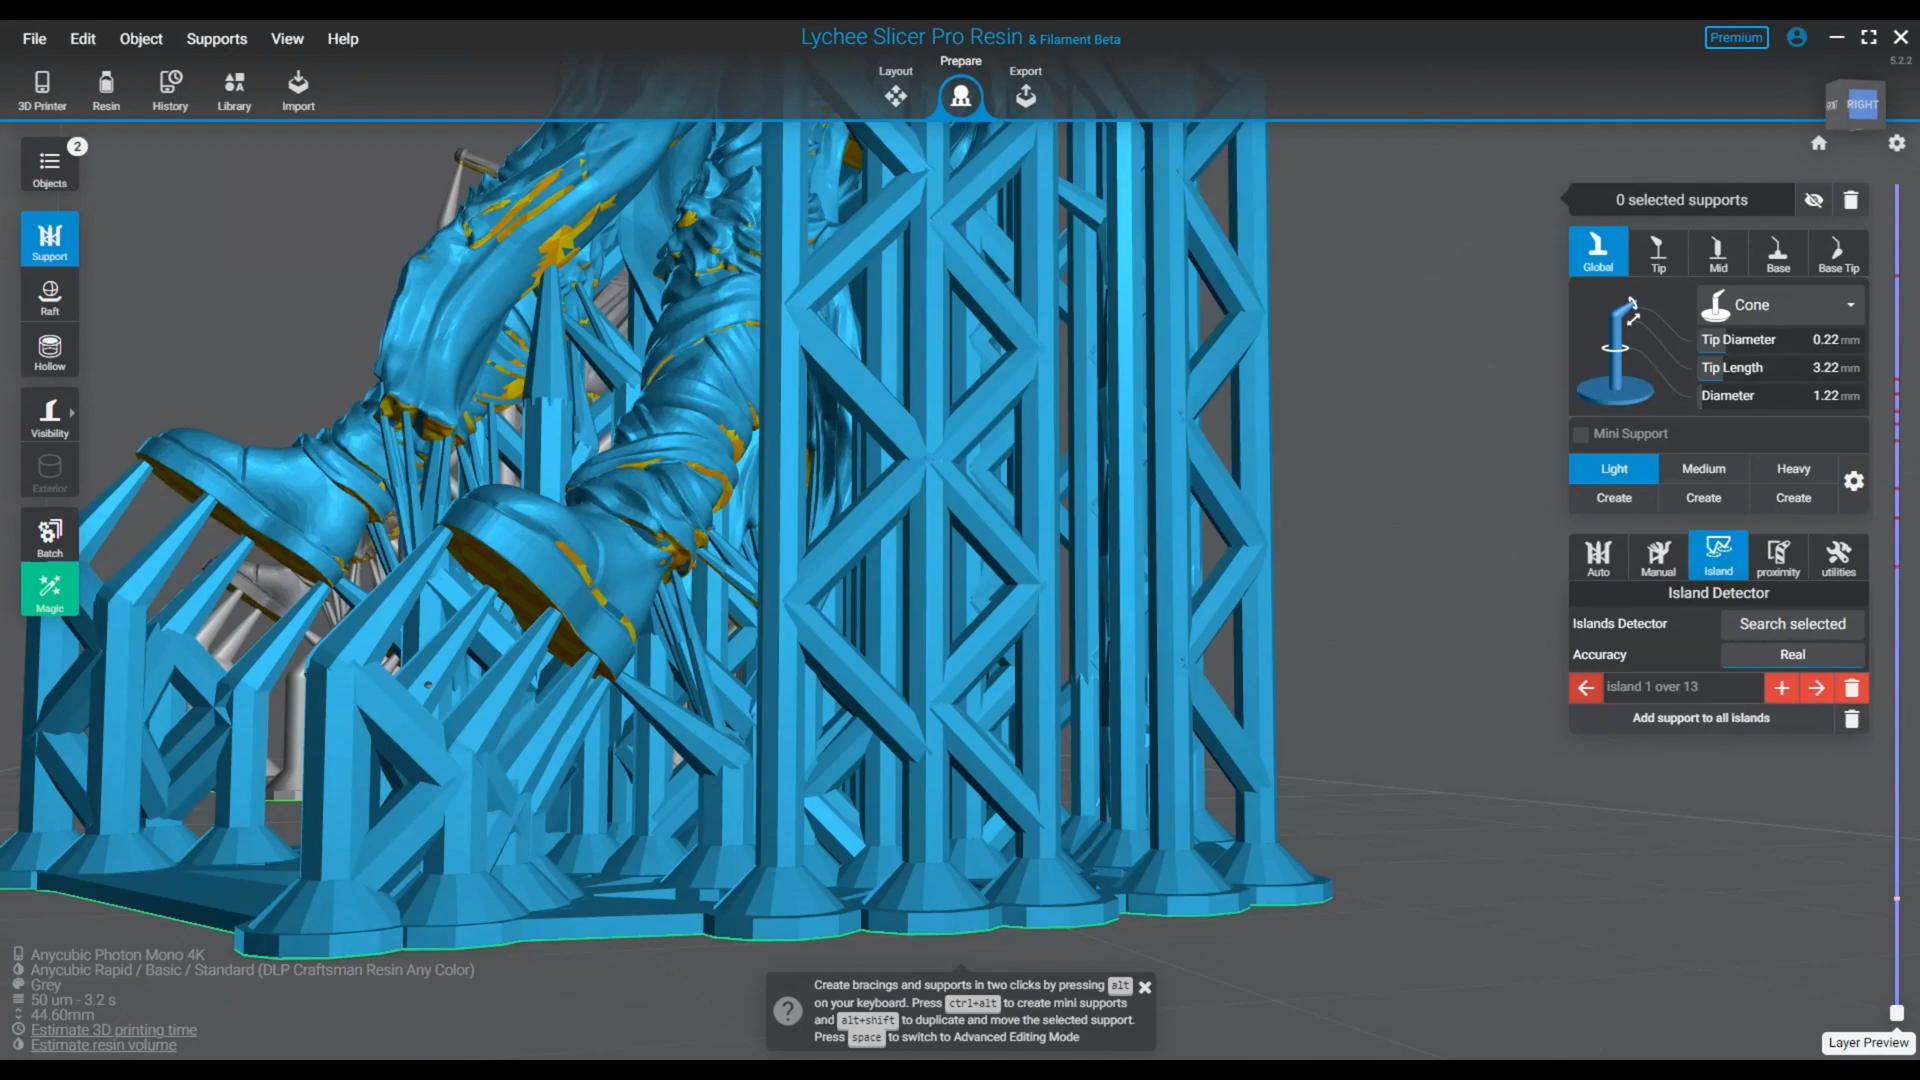 File Edit Object Supports View Help
Lychee Slicer Pro Resin & Filament Beta
Premium
5.2.2
3D Printer Resin History Library Import
Layout Prepare Export
RIGHT
Objects 2
Support
Raft
Hollow
Visibility
Exterior
Batch
Magic
0 selected supports
Global Tip Mid Base Base Tip
Cone
Tip Diameter 0.22 mm
Tip Length 3.22 mm
Diameter 1.22 mm
Mini Support
Light Medium Heavy
Create Create Create
Auto Manual Island proximity utilities
Island Detector
Islands Detector Search selected
Accuracy Real
island 1 over 13
Add support to all islands
Anycubic Photon Mono 4K
Anycubic Rapid / Basic / Standard (DLP Craftsman Resin Any Color)
Grey
50 um - 3.2 s
44.60mm
Estimate 3D printing time
Estimate resin volume
Create bracings and supports in two clicks by pressing alt
on your keyboard. Press ctrl+alt to create mini supports
and alt+shift to duplicate and move the selected support.
Press space to switch to Advanced Editing Mode
Layer Preview